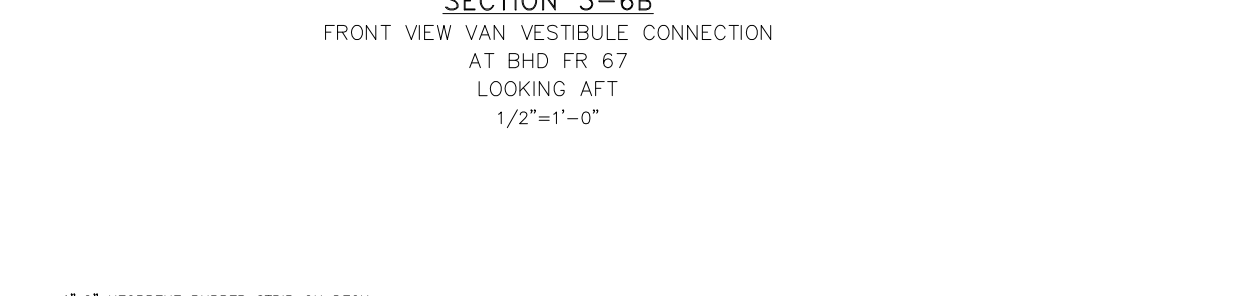 SECTION 3-6B
FRONT VIEW VAN VESTIBULE CONNECTION
AT BHD FR 67
LOOKING AFT
1/2"=1'-0"